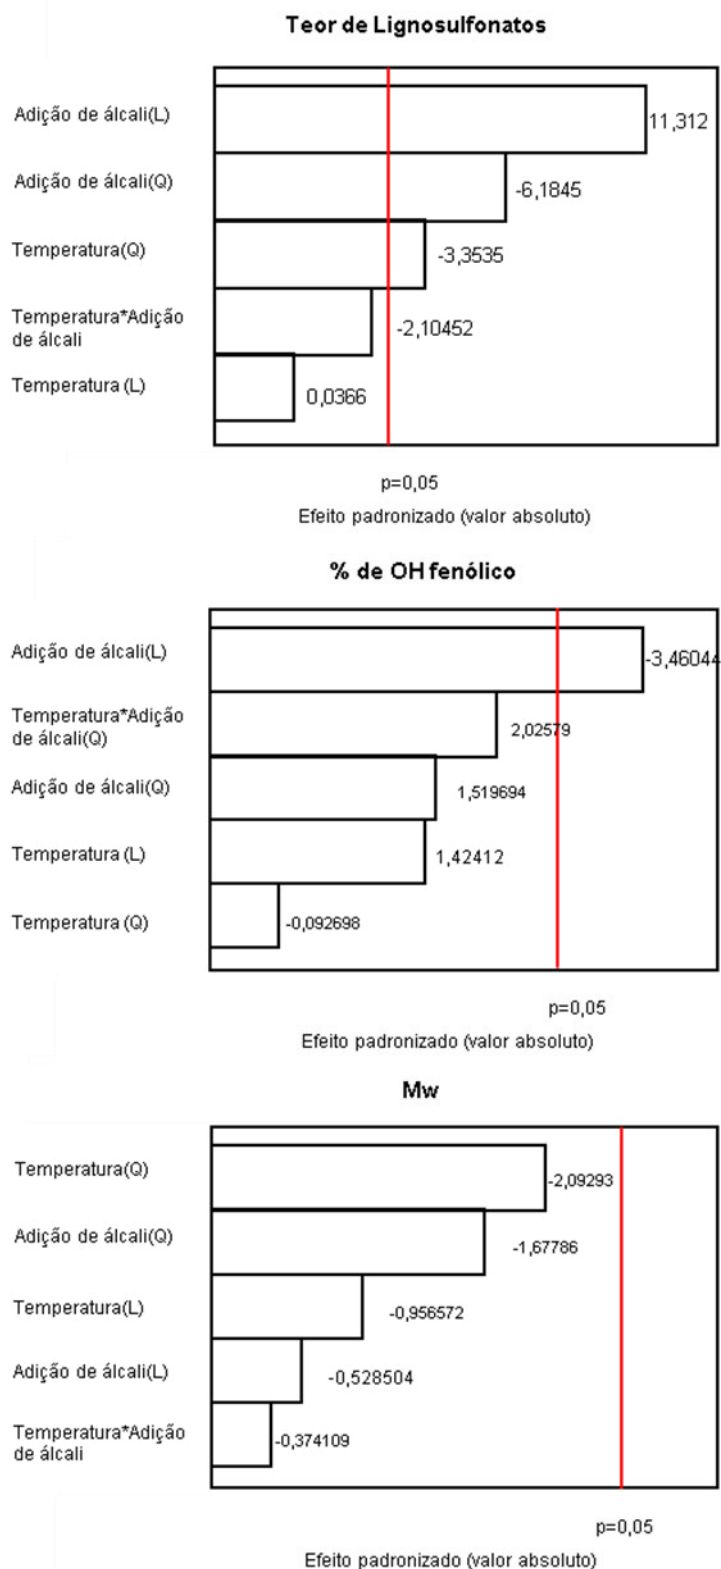 Teor de Lignosulfonatos
Adição de álcali(L)
11,312
Adição de álcali(Q)
-6,1845
Temperatura(Q)
-3,3535
Temperatura*Adição
de álcali
-2,10452
Temperatura (L)
0,0366
p=0,05
Efeito padronizado (valor absoluto)
% de OH fenólico
Adição de álcali(L)
-3,46044
Temperatura*Adição
de álcali(Q)
2,02579
Adição de álcali(Q)
1,519694
Temperatura (L)
1,42412
Temperatura (Q)
-0,092698
p=0,05
Efeito padronizado (valor absoluto)
Mw
Temperatura(Q)
-2,09293
Adição de álcali(Q)
-1,67786
Temperatura(L)
-0,956572
Adição de álcali(L)
-0,528504
Temperatura*Adição
de álcali
-0,374109
p=0,05
Efeito padronizado (valor absoluto)